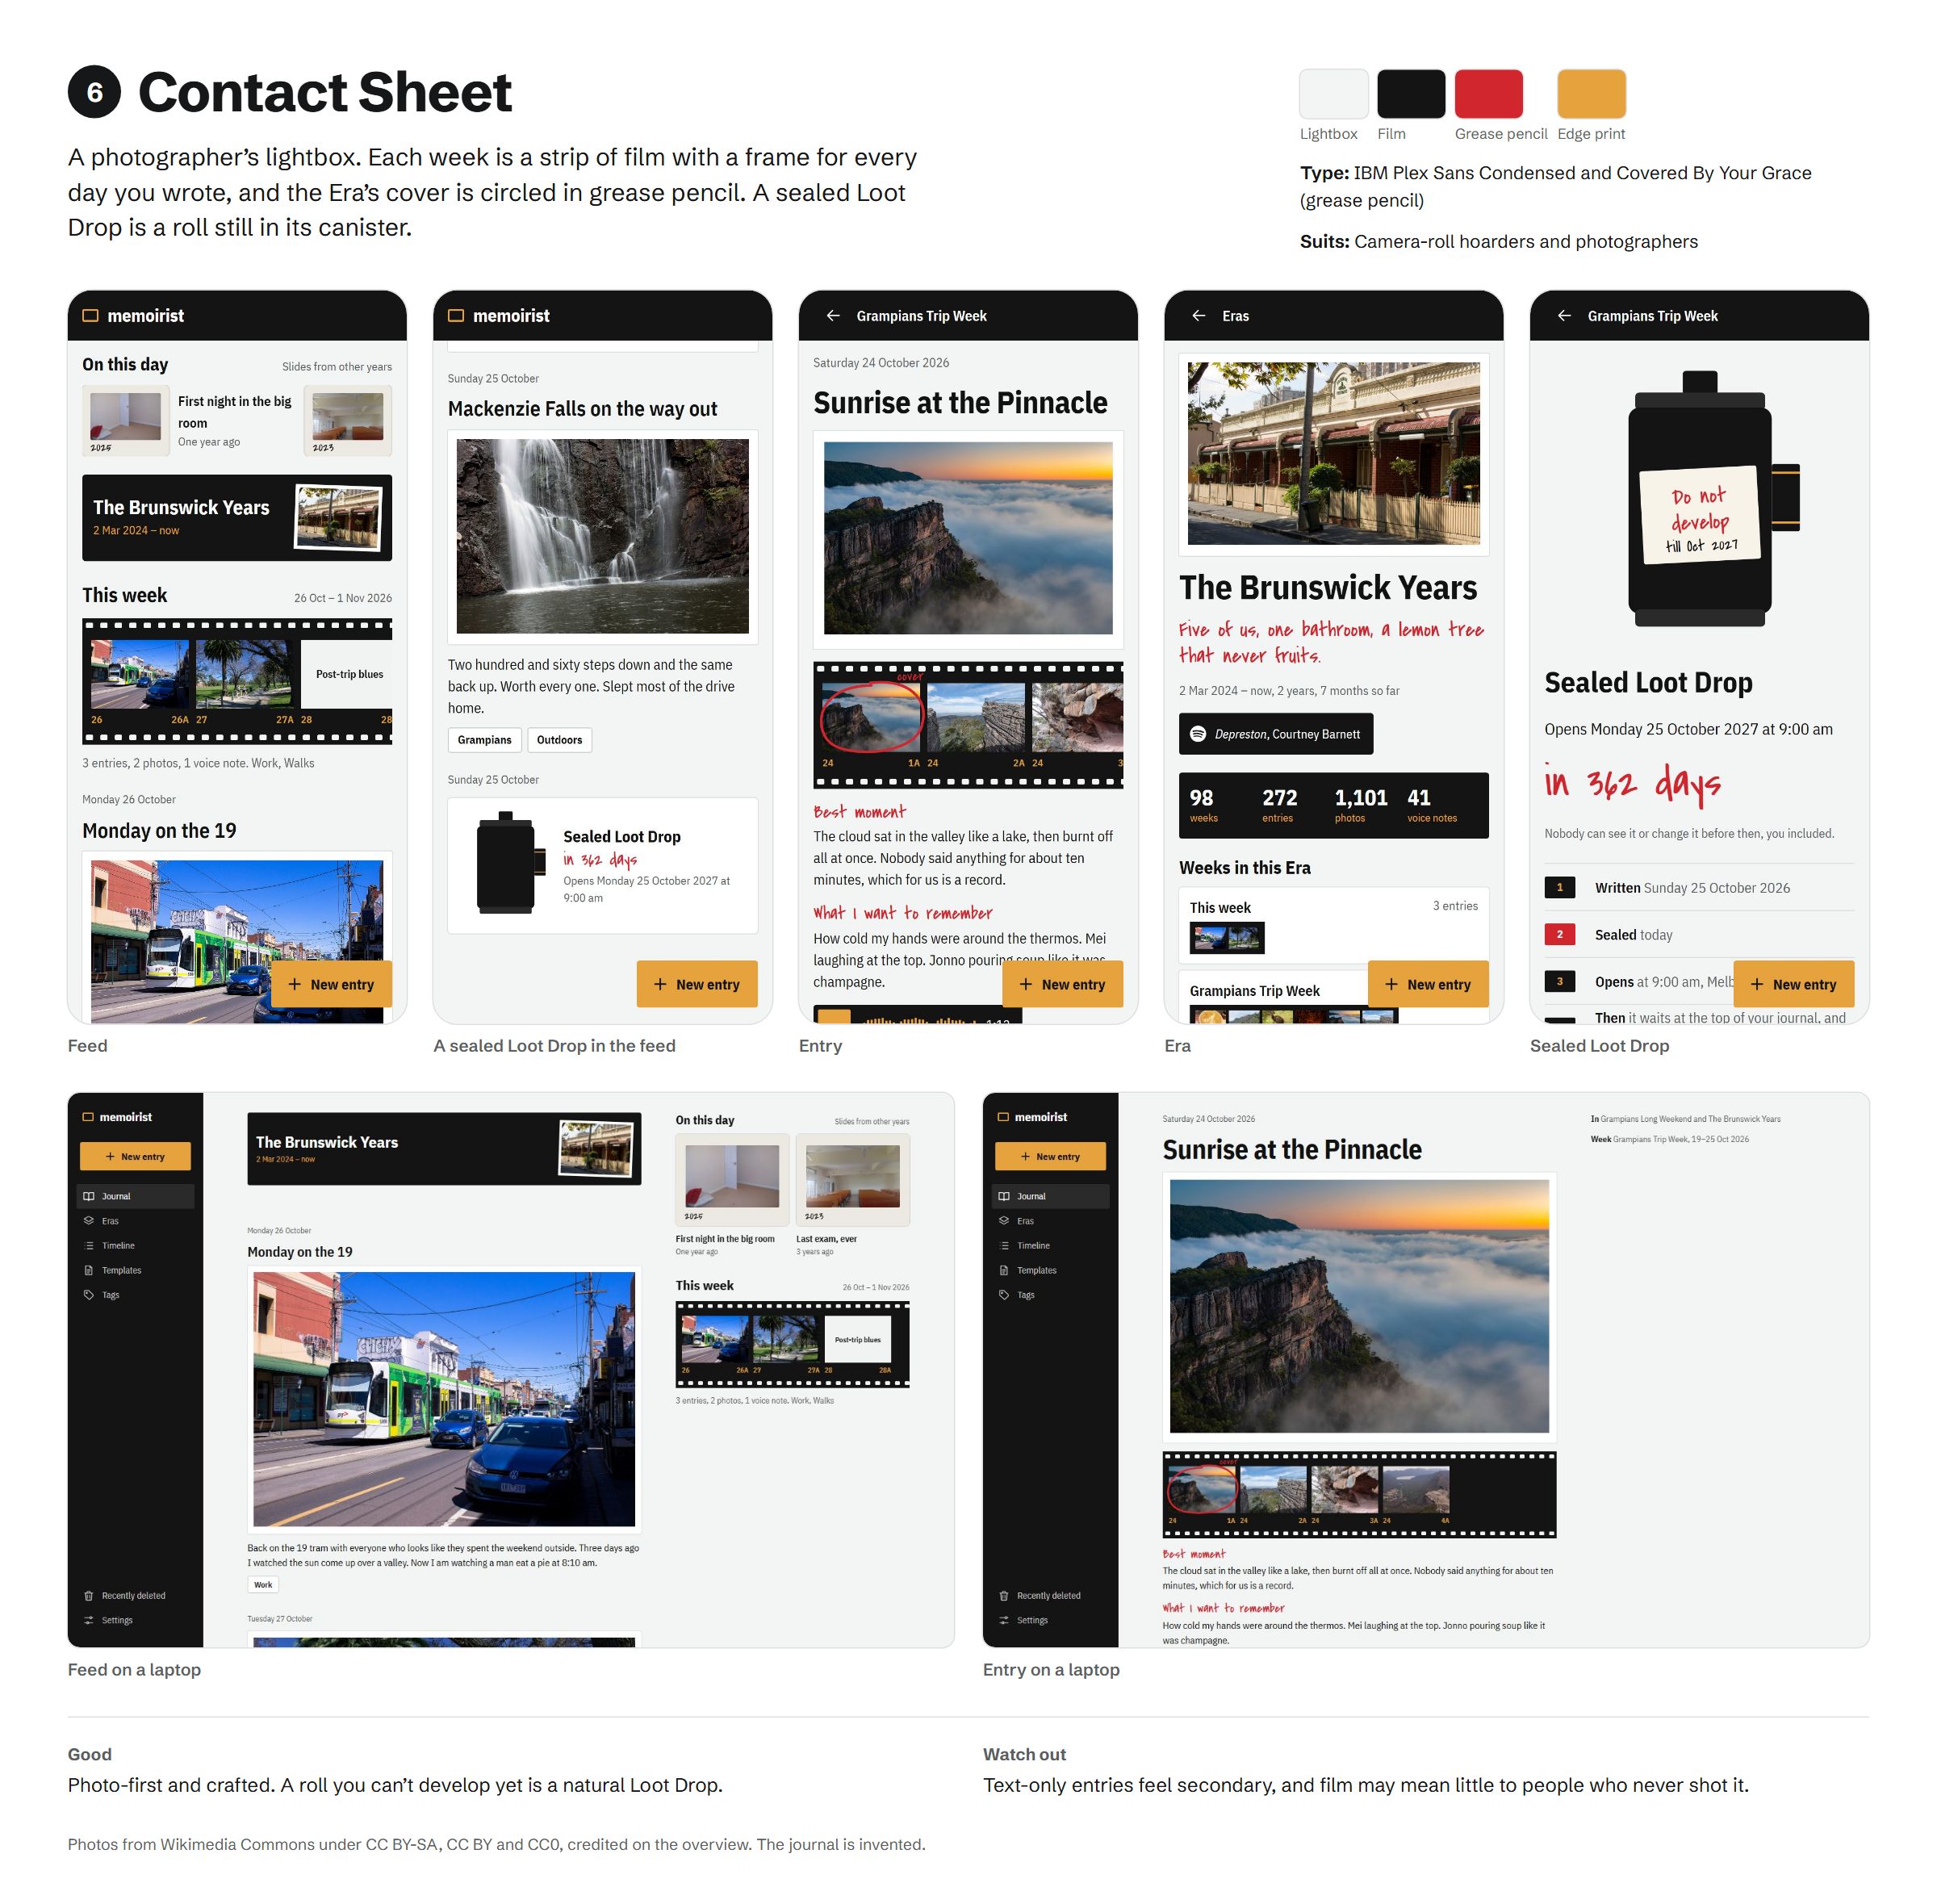 6 Contact Sheet
A photographer’s lightbox. Each week is a strip of film with a frame for every
day you wrote, and the Era’s cover is circled in grease pencil. A sealed Loot
Drop is a roll still in its canister.
Lightbox Film Grease pencil Edge print
Type: IBM Plex Sans Condensed and Covered By Your Grace
(grease pencil)
Suits: Camera-roll hoarders and photographers
memoirist
On this day Slides from other years
2025
First night in the big
room
One year ago
2023
The Brunswick Years
2 Mar 2024 – now
This week 26 Oct – 1 Nov 2026
Post-trip blues
26 26A 27 27A 28 28
3 entries, 2 photos, 1 voice note. Work, Walks
Monday 26 October
Monday on the 19
+ New entry
Feed
memoirist
Sunday 25 October
Mackenzie Falls on the way out
Two hundred and sixty steps down and the same
back up. Worth every one. Slept most of the drive
home.
Grampians Outdoors
Sunday 25 October
Sealed Loot Drop
in 362 days
Opens Monday 25 October 2027 at
9:00 am
+ New entry
A sealed Loot Drop in the feed
← Grampians Trip Week
Saturday 24 October 2026
Sunrise at the Pinnacle
cover
24 1A 24 2A 24 3
Best moment
The cloud sat in the valley like a lake, then burnt off
all at once. Nobody said anything for about ten
minutes, which for us is a record.
What I want to remember
How cold my hands were around the thermos. Mei
laughing at the top. Jonno pouring soup like it was
champagne.
+ New entry
Entry
← Eras
The Brunswick Years
Five of us, one bathroom, a lemon tree
that never fruits.
2 Mar 2024 – now, 2 years, 7 months so far
Depreston, Courtney Barnett
98 272 1,101 41
weeks entries photos voice notes
Weeks in this Era
This week 3 entries
Grampians Trip Week
+ New entry
Era
← Grampians Trip Week
Do not
develop
till Oct 2027
Sealed Loot Drop
Opens Monday 25 October 2027 at 9:00 am
in 362 days
Nobody can see it or change it before then, you included.
1 Written Sunday 25 October 2026
2 Sealed today
3 Opens at 9:00 am, Melb
Then it waits at the top of your journal, and
+ New entry
Sealed Loot Drop
memoirist
+ New entry
Journal
Eras
Timeline
Templates
Tags
Recently deleted
Settings
The Brunswick Years
2 Mar 2024 – now
Monday 26 October
Monday on the 19
Back on the 19 tram with everyone who looks like they spent the weekend outside. Three days ago
I watched the sun come up over a valley. Now I am watching a man eat a pie at 8:10 am.
Work
Tuesday 27 October
On this day Slides from other years
2025 2023
First night in the big room Last exam, ever
One year ago 3 years ago
This week 26 Oct – 1 Nov 2026
Post-trip blues
26 26A 27 27A 28 28A
3 entries, 2 photos, 1 voice note. Work, Walks
Feed on a laptop
memoirist
+ New entry
Journal
Eras
Timeline
Templates
Tags
Recently deleted
Settings
Saturday 24 October 2026
Sunrise at the Pinnacle
cover
24 1A 24 2A 24 3A 24 4A
Best moment
The cloud sat in the valley like a lake, then burnt off all at once. Nobody said anything for about ten
minutes, which for us is a record.
What I want to remember
How cold my hands were around the thermos. Mei laughing at the top. Jonno pouring soup like it
was champagne.
In Grampians Long Weekend and The Brunswick Years
Week Grampians Trip Week, 19–25 Oct 2026
Entry on a laptop
Good
Photo-first and crafted. A roll you can’t develop yet is a natural Loot Drop.
Watch out
Text-only entries feel secondary, and film may mean little to people who never shot it.
Photos from Wikimedia Commons under CC BY-SA, CC BY and CC0, credited on the overview. The journal is invented.